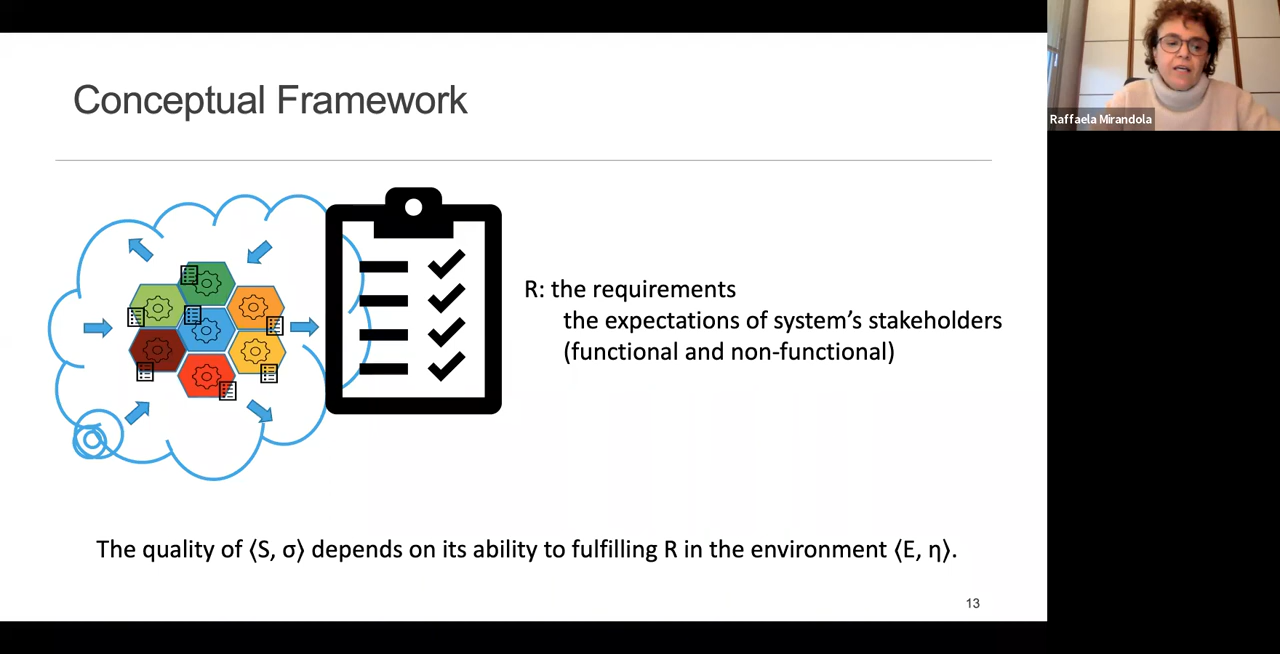 Conceptual Framework
Raffaela Mirandola
R: the requirements
the expectations of system's stakeholders
(functional and non-functional)
The quality of ⟨S, σ⟩ depends on its ability to fulfilling R in the environment ⟨E, η⟩.
13